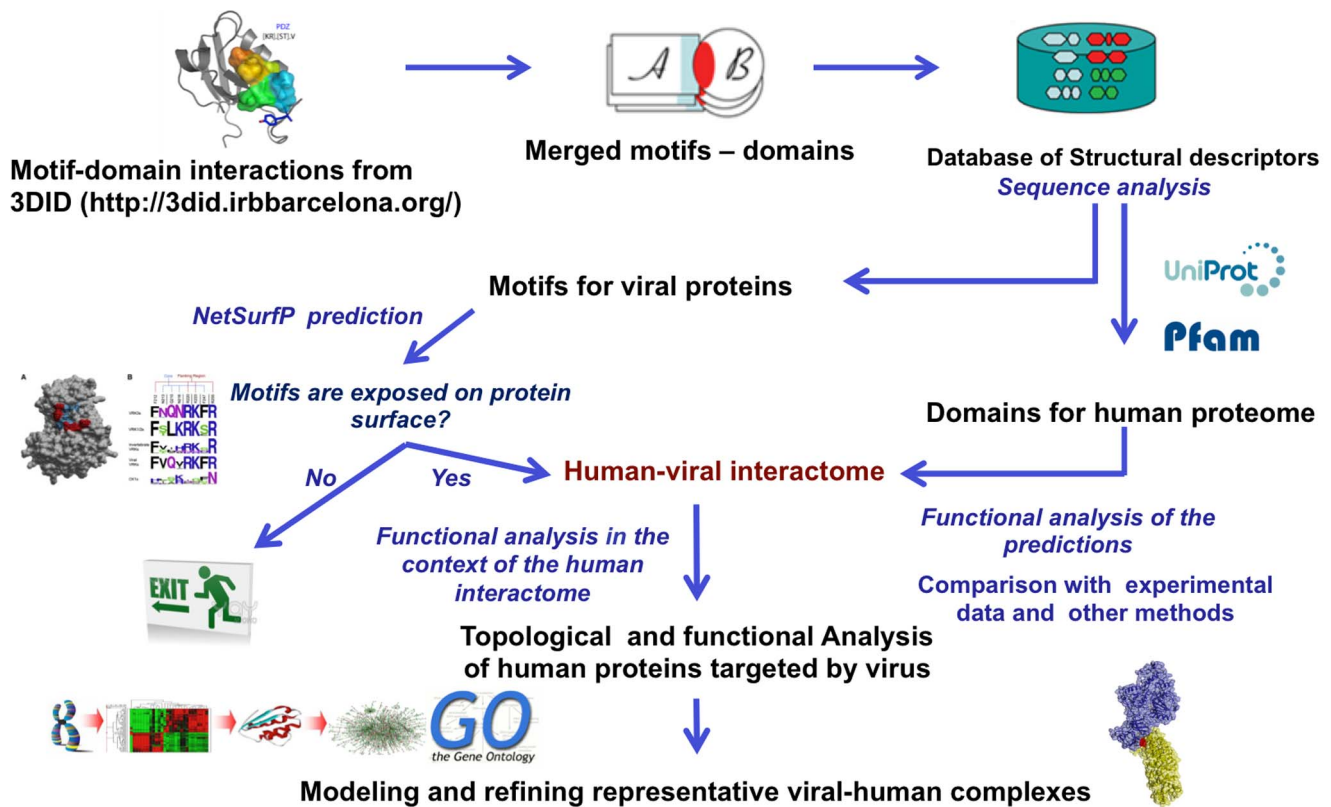 PDZ
[KR].[ST].V
A
B
Motif-domain interactions from
3DID (http://3did.irbbarcelona.org/)
Merged motifs – domains
Database of Structural descriptors
Sequence analysis
UniProt
Pfam
Motifs for viral proteins
NetSurfP prediction
Motifs are exposed on protein
surface?
A
B
FNQNRKFR
No
Yes
Human-viral interactome
Domains for human proteome
Functional analysis in the
context of the human
interactome
Functional analysis of the
predictions
Comparison with experimental
data and other methods
EXIT
Topological and functional Analysis
of human proteins targeted by virus
GO
the Gene Ontology
Modeling and refining representative viral-human complexes